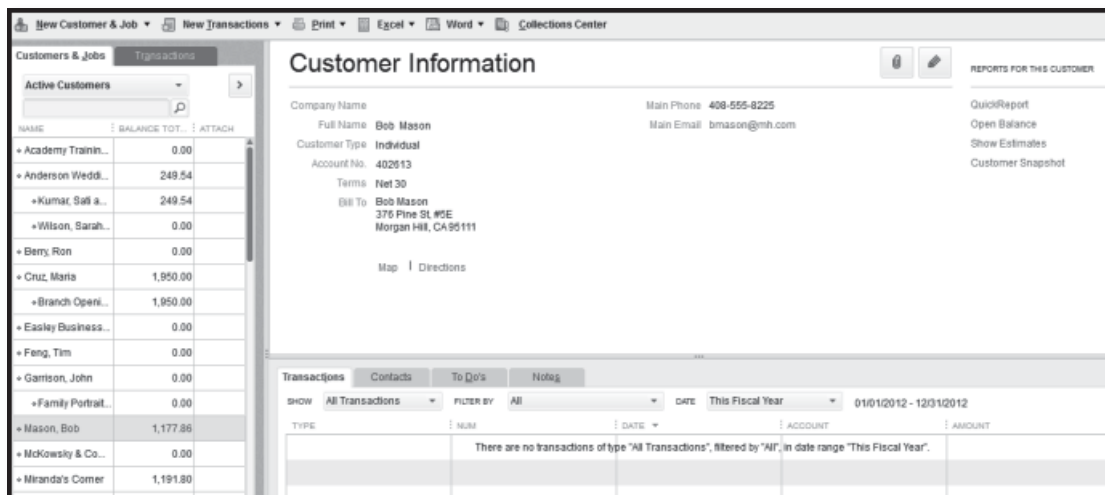 New Customer & Job New Transactions Print Excel Word Collections Center
Customers & Jobs Transactions
Active Customers
NAME BALANCE TOT... ATTACH
Academy Trainin... 0.00
Anderson Weddi... 249.54
Kumar, Sati a... 249.54
Wilson, Sarah... 0.00
Berry, Ron 0.00
Cruz, Maria 1,950.00
Branch Openi... 1,950.00
Easley Business... 0.00
Feng, Tim 0.00
Garrison, John 0.00
Family Portrait... 0.00
Mason, Bob 1,177.86
McKowsky & Co... 0.00
Miranda's Corner 1,191.80
Customer Information
Company Name
Full Name Bob Mason
Customer Type Individual
Account No. 402613
Terms Net 30
Bill To Bob Mason
376 Pine St, #5E
Morgan Hill, CA 95111
Map | Directions
Main Phone 408-555-8225
Main Email bmason@mh.com
REPORTS FOR THIS CUSTOMER
QuickReport
Open Balance
Show Estimates
Customer Snapshot
Transactions Contacts To Do's Notes
SHOW All Transactions FILTER BY All DATE This Fiscal Year 01/01/2012 - 12/31/2012
TYPE NUM DATE ACCOUNT AMOUNT
There are no transactions of type "All Transactions", filtered by "All", in date range "This Fiscal Year".